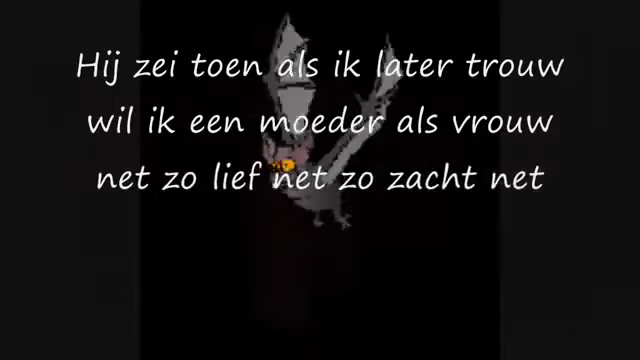 Hij zei toen als ik later trouw
wil ik een moeder als vrouw
net zo lief net zo zacht net